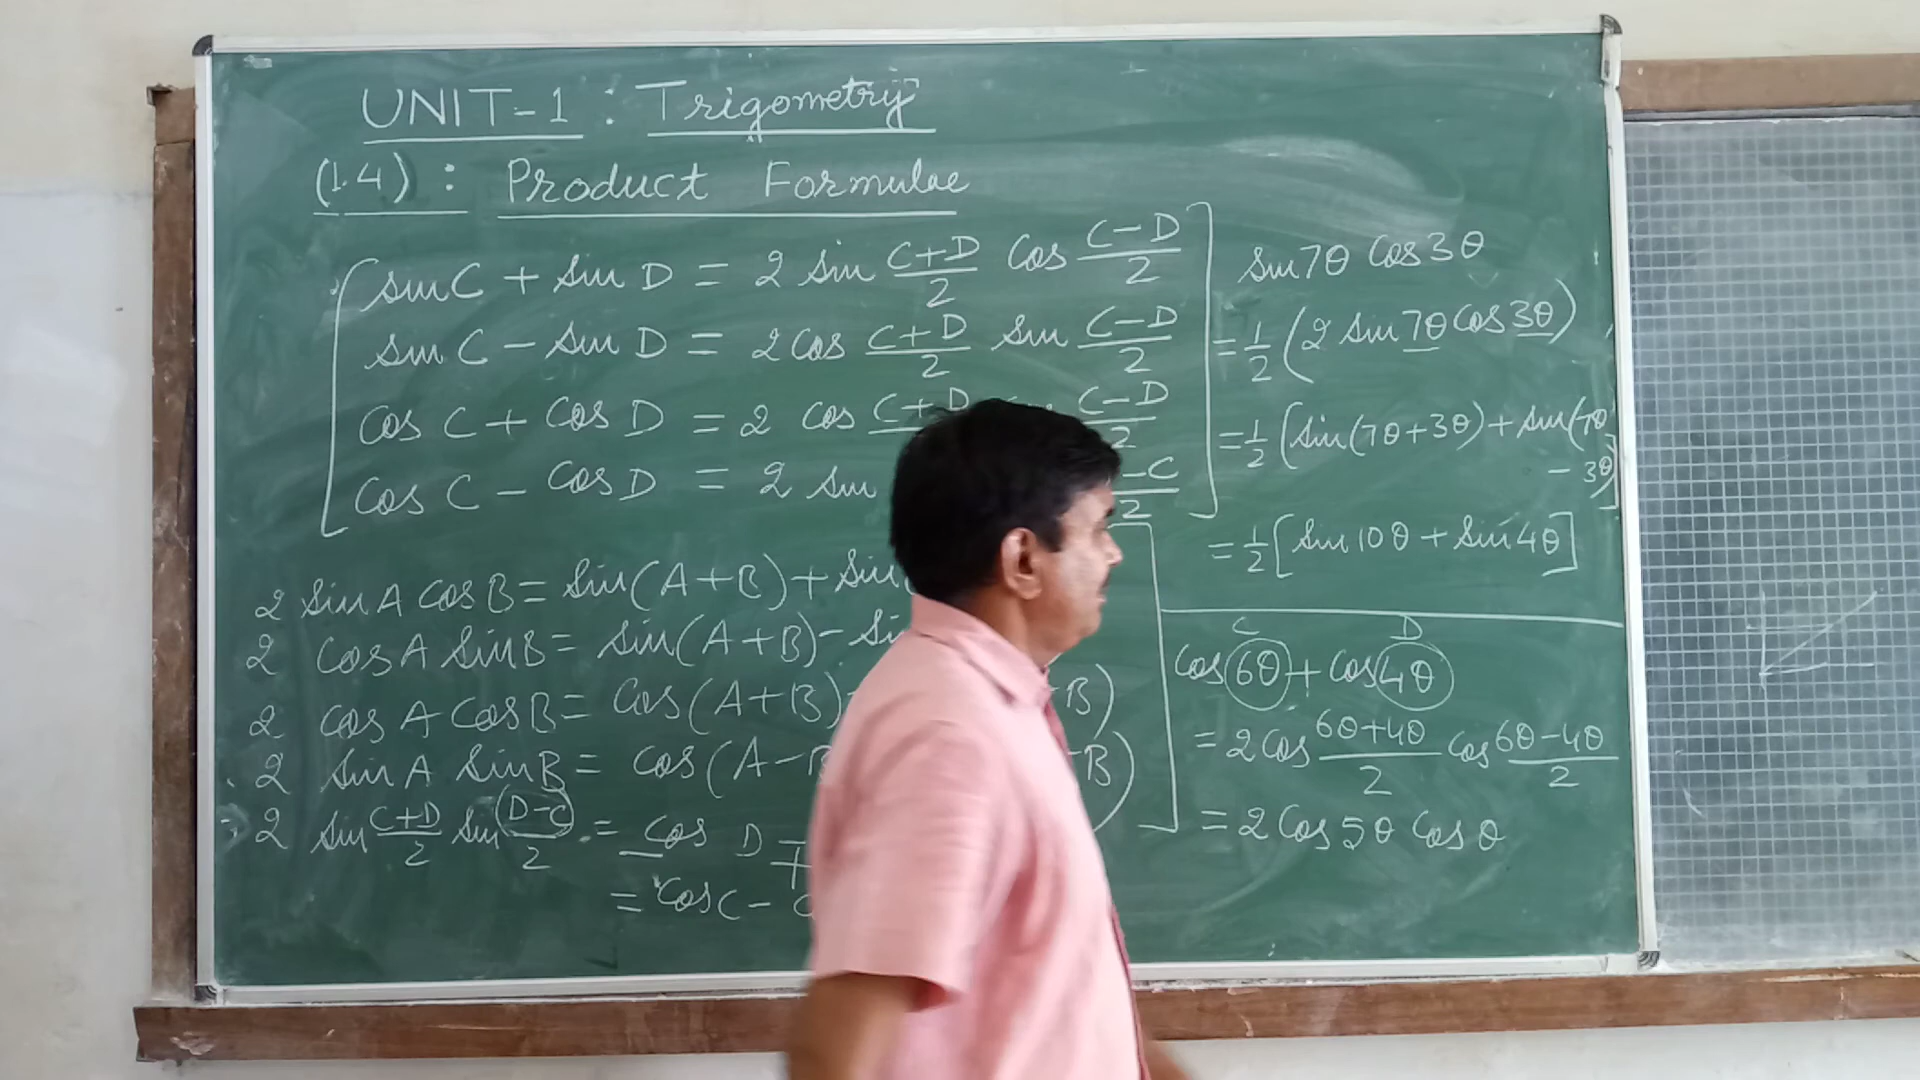 UNIT-1 : Trigometry
(1.4) : Product Formulae
sin C + sin D = 2 sin C+D/2 cos C-D/2
sin C - sin D = 2 cos C+D/2 sin C-D/2
cos C + cos D = 2 cos C+D C-D/2
cos C - cos D = 2 sin -C/2
2 sin A cos B = sin(A+B) + sin
2 cos A sin B = sin(A+B) -
2 cos A cos B = cos(A+B) B)
2 sin A sin B = cos(A- -B)
2 sin C+D/2 sin (D-C)/2 = cos D
= cos C -
sin 7θ cos 3θ
= 1/2 (2 sin 7θ cos 3θ)
= 1/2 [sin(7θ+3θ) + sin(7θ
- 3θ)]
= 1/2 [sin 10θ + sin 4θ]
C D
cos 6θ + cos 4θ
= 2 cos 6θ+4θ/2 cos 6θ-4θ/2
= 2 cos 5θ cos θ